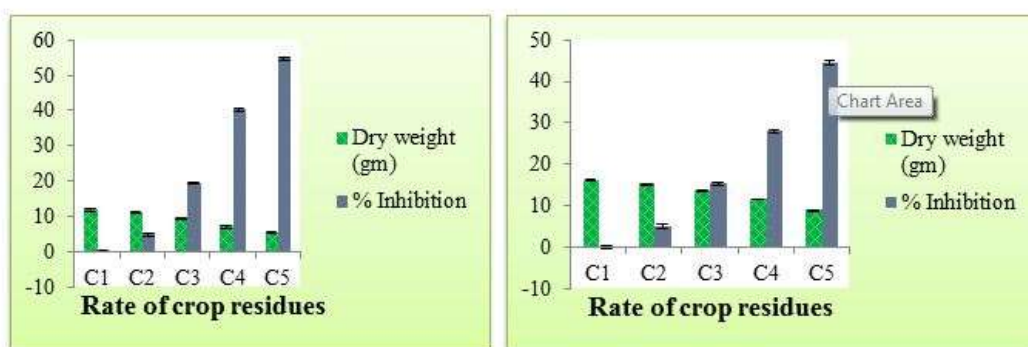 60
50
40
30
20
10
0
-10
C1 C2 C3 C4 C5
Rate of crop residues
Dry weight
(gm)
% Inhibition
50
40
30
20
10
0
-10
C1 C2 C3 C4 C5
Rate of crop residues
Chart Area
Dry weight
(gm)
% Inhibition